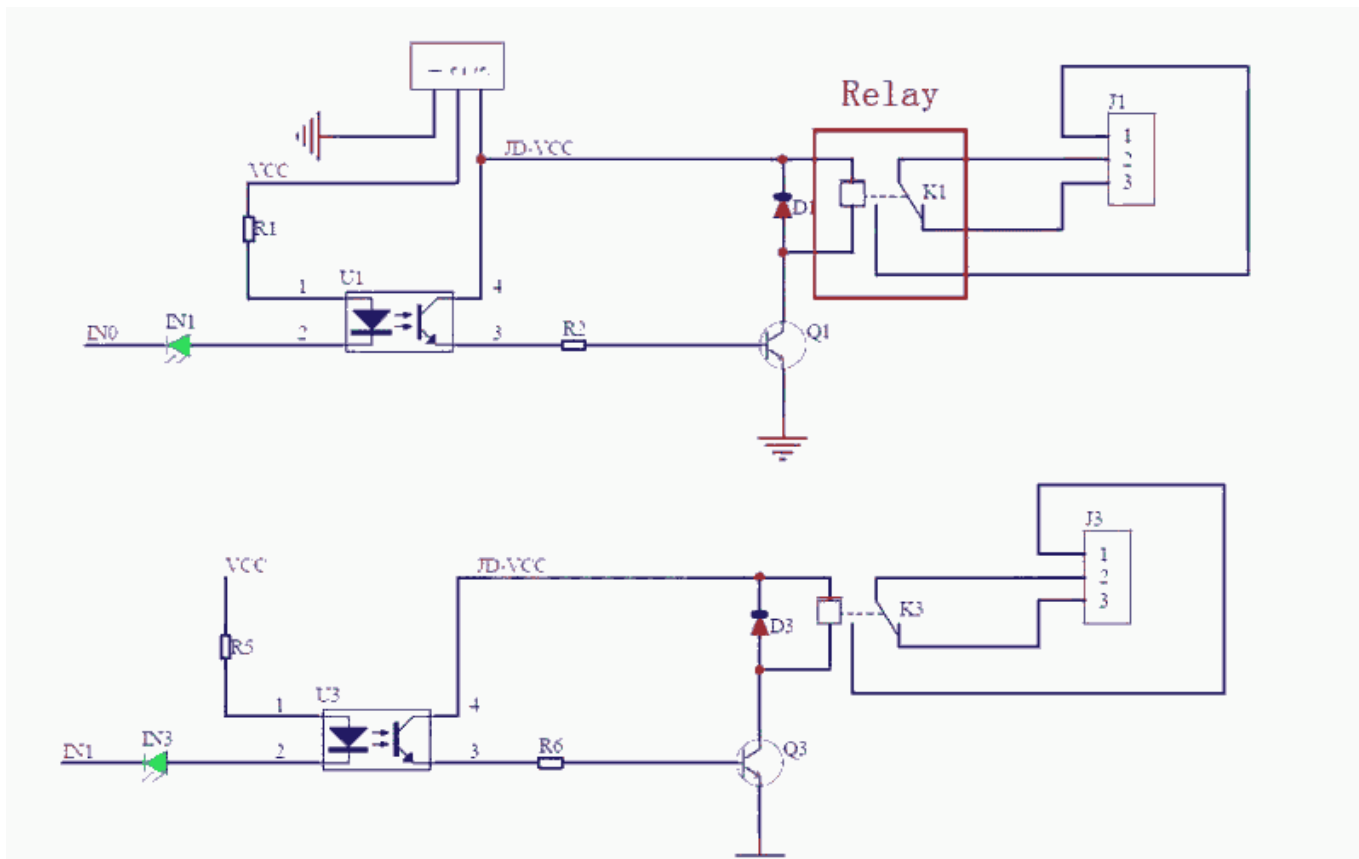 Relay
J1
JD-VCC
1
VCC
2
3
K1
D1
R1
U1
1
4
IN0
IN1
2
3
R2
Q1
J3
VCC
JD-VCC
1
2
3
K3
D3
R5
U3
1
4
IN1
IN3
2
3
R6
Q3